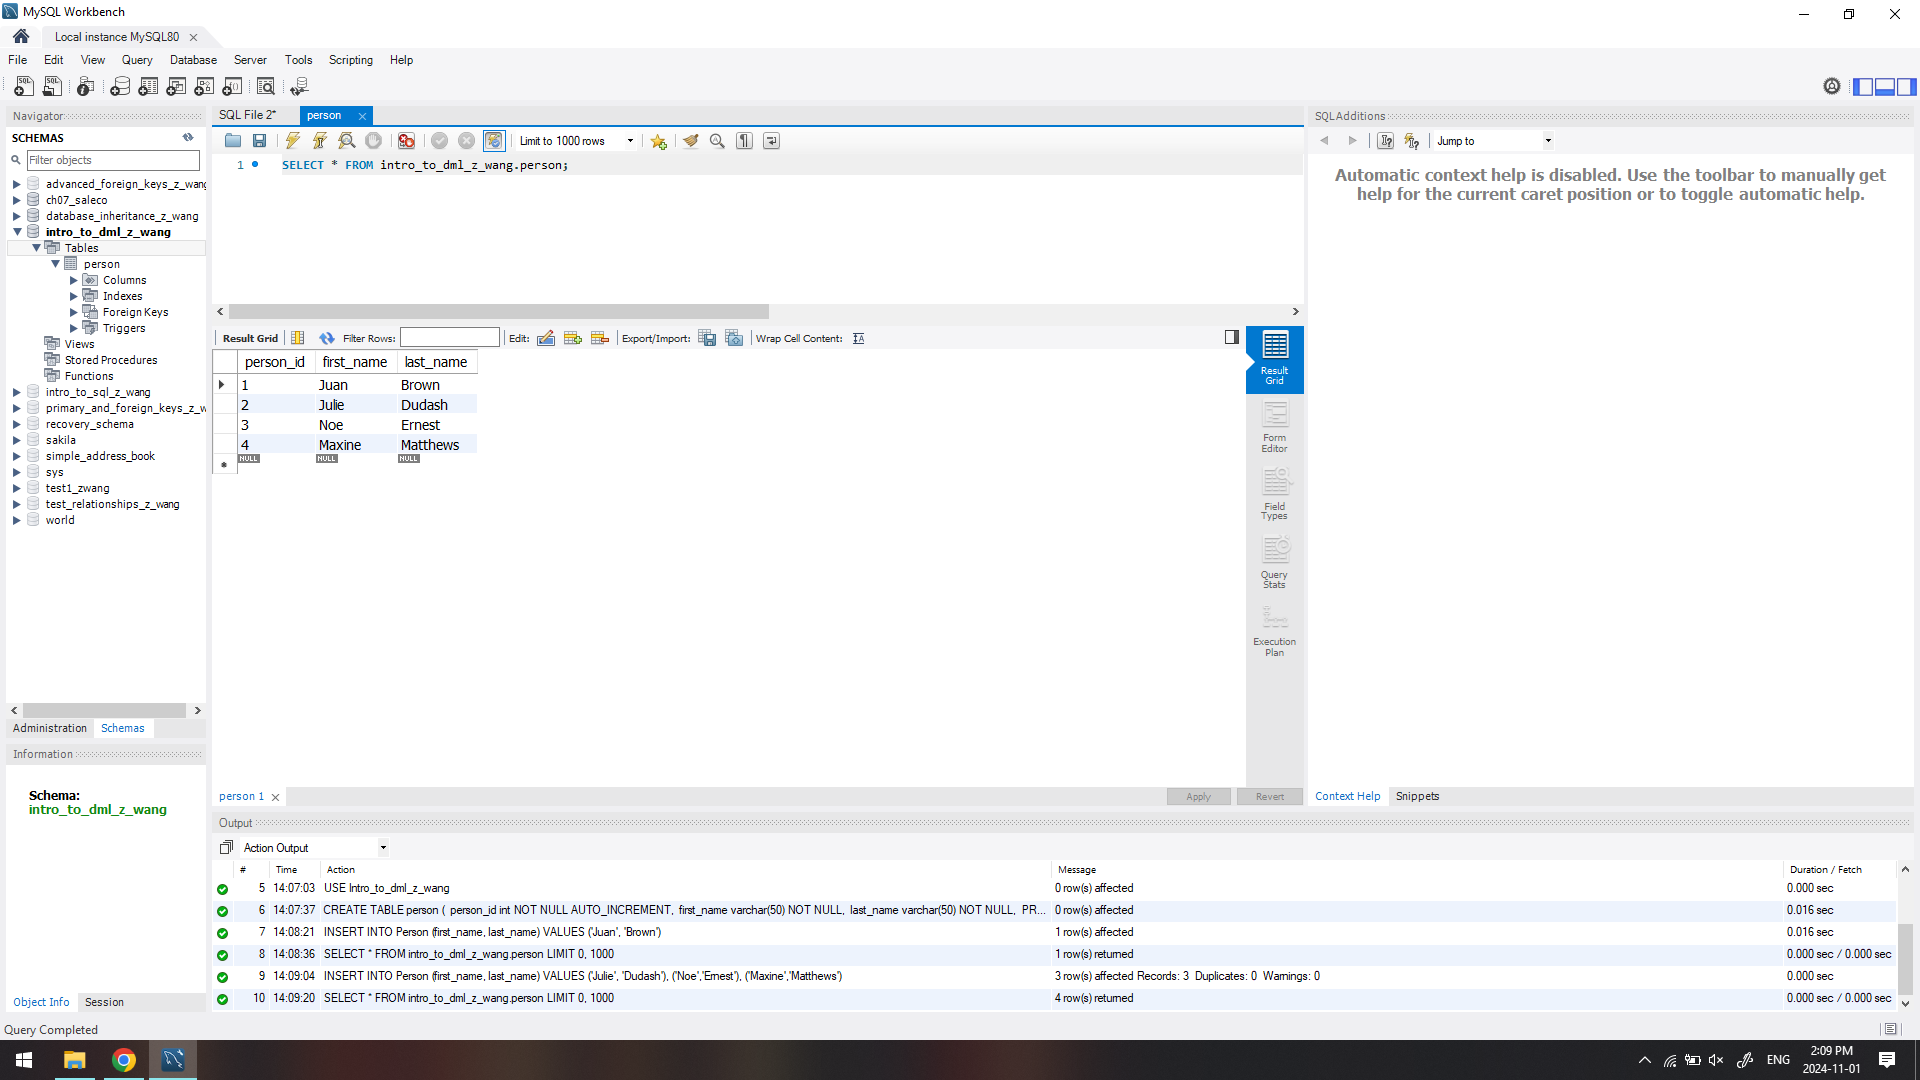 MySQL Workbench
Local instance MySQL80
File Edit View Query Database Server Tools Scripting Help
Navigator
SCHEMAS
Filter objects
advanced_foreign_keys_z_wang
ch07_saleco
database_inheritance_z_wang
intro_to_dml_z_wang
Tables
person
Columns
Indexes
Foreign Keys
Triggers
Views
Stored Procedures
Functions
intro_to_sql_z_wang
primary_and_foreign_keys_z_w
recovery_schema
sakila
simple_address_book
sys
test1_zwang
test_relationships_z_wang
world
Administration Schemas
Information
Schema:
intro_to_dml_z_wang
Object Info Session
Query Completed
SQL File 2* person
Limit to 1000 rows
1 SELECT * FROM intro_to_dml_z_wang.person;
Result Grid Filter Rows: Edit: Export/Import: Wrap Cell Content:
person_id first_name last_name
1 Juan Brown
2 Julie Dudash
3 Noe Ernest
4 Maxine Matthews
NULL NULL NULL
Result
Grid
Form
Editor
Field
Types
Query
Stats
Execution
Plan
person 1 Apply Revert
SQLAdditions
Jump to
Automatic context help is disabled. Use the toolbar to manually get
help for the current caret position or to toggle automatic help.
Context Help Snippets
Output
Action Output
# Time Action Message Duration / Fetch
5 14:07:03 USE Intro_to_dml_z_wang 0 row(s) affected 0.000 sec
6 14:07:37 CREATE TABLE person ( person_id int NOT NULL AUTO_INCREMENT, first_name varchar(50) NOT NULL, last_name varchar(50) NOT NULL, PR... 0 row(s) affected 0.016 sec
7 14:08:21 INSERT INTO Person (first_name, last_name) VALUES ('Juan', 'Brown') 1 row(s) affected 0.016 sec
8 14:08:36 SELECT * FROM intro_to_dml_z_wang.person LIMIT 0, 1000 1 row(s) returned 0.000 sec / 0.000 sec
9 14:09:04 INSERT INTO Person (first_name, last_name) VALUES ('Julie', 'Dudash'), ('Noe','Ernest'), ('Maxine','Matthews') 3 row(s) affected Records: 3 Duplicates: 0 Warnings: 0 0.000 sec
10 14:09:20 SELECT * FROM intro_to_dml_z_wang.person LIMIT 0, 1000 4 row(s) returned 0.000 sec / 0.000 sec
ENG
2:09 PM
2024-11-01